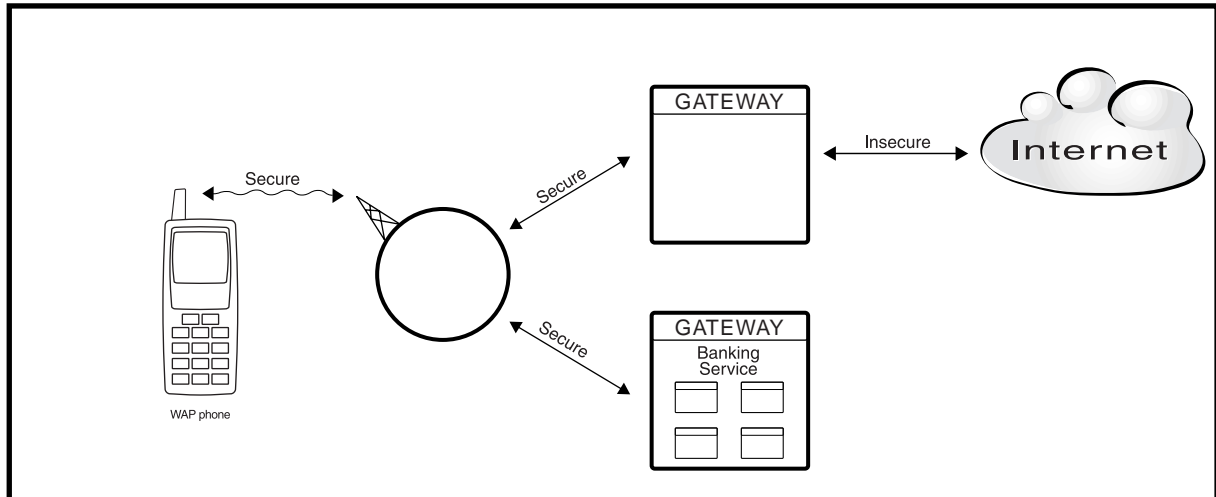 GATEWAY
Insecure
Internet
Secure
Secure
Secure
GATEWAY
Banking
Service
WAP phone